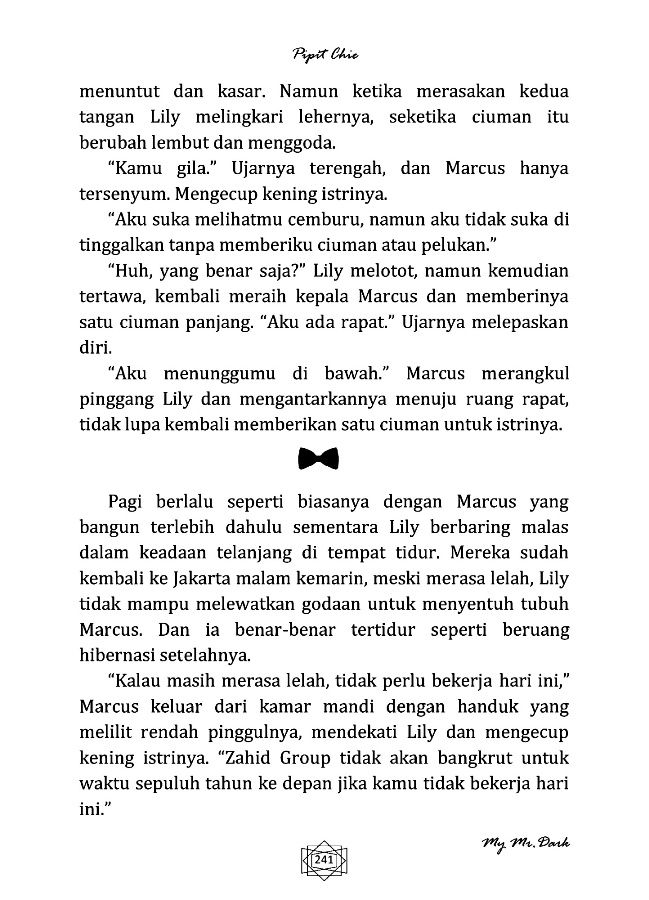 Pipit Chie
menuntut dan kasar. Namun ketika merasakan kedua
tangan Lily melingkari lehernya, seketika ciuman itu
berubah lembut dan menggoda.
“Kamu gila.” Ujarnya terengah, dan Marcus hanya
tersenyum. Mengecup kening istrinya.
“Aku suka melihatmu cemburu, namun aku tidak suka di
tinggalkan tanpa memberiku ciuman atau pelukan.”
“Huh, yang benar saja?” Lily melotot, namun kemudian
tertawa, kembali meraih kepala Marcus dan memberinya
satu ciuman panjang. “Aku ada rapat.” Ujarnya melepaskan
diri.
“Aku menunggumu di bawah.” Marcus merangkul
pinggang Lily dan mengantarkannya menuju ruang rapat,
tidak lupa kembali memberikan satu ciuman untuk istrinya.
Pagi berlalu seperti biasanya dengan Marcus yang
bangun terlebih dahulu sementara Lily berbaring malas
dalam keadaan telanjang di tempat tidur. Mereka sudah
kembali ke Jakarta malam kemarin, meski merasa lelah, Lily
tidak mampu melewatkan godaan untuk menyentuh tubuh
Marcus. Dan ia benar-benar tertidur seperti beruang
hibernasi setelahnya.
“Kalau masih merasa lelah, tidak perlu bekerja hari ini,”
Marcus keluar dari kamar mandi dengan handuk yang
melilit rendah pinggulnya, mendekati Lily dan mengecup
kening istrinya. “Zahid Group tidak akan bangkrut untuk
waktu sepuluh tahun ke depan jika kamu tidak bekerja hari
ini.”
My Mr. Dark
241